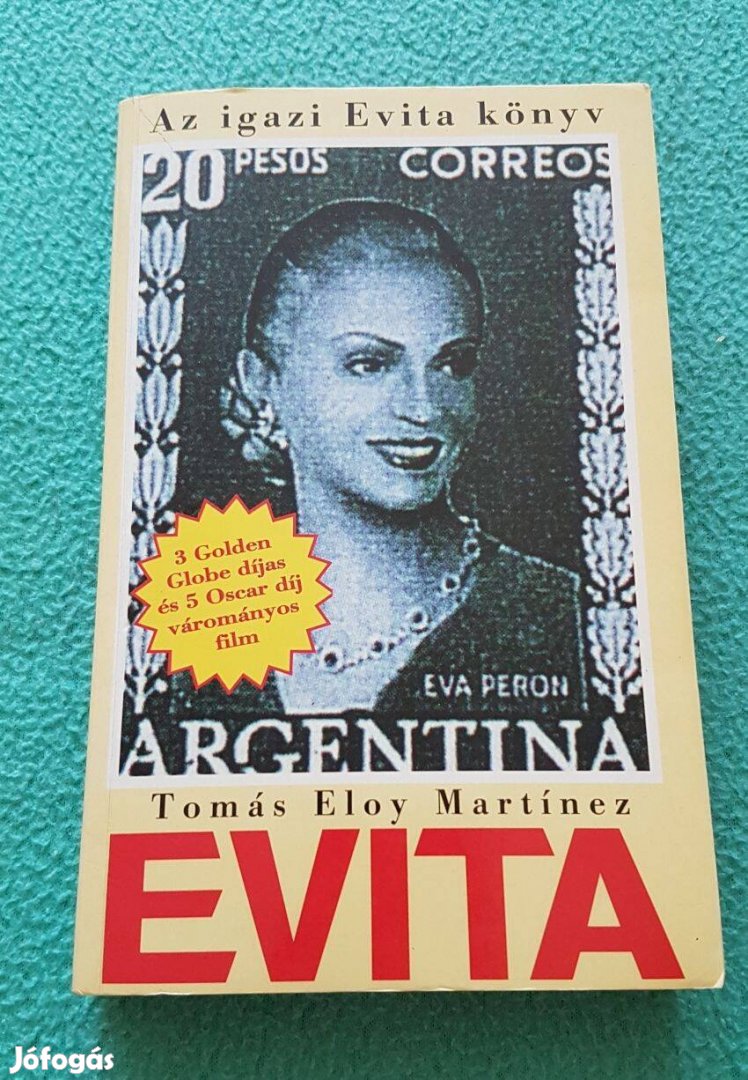 Az igazi Evita könyv
20 PESOS CORREOS
3 Golden
Globe díjas
és 5 Oscar díj
várományos
film
EVA PERON
ARGENTINA
Tomás Eloy Martínez
EVITA
Jófogás